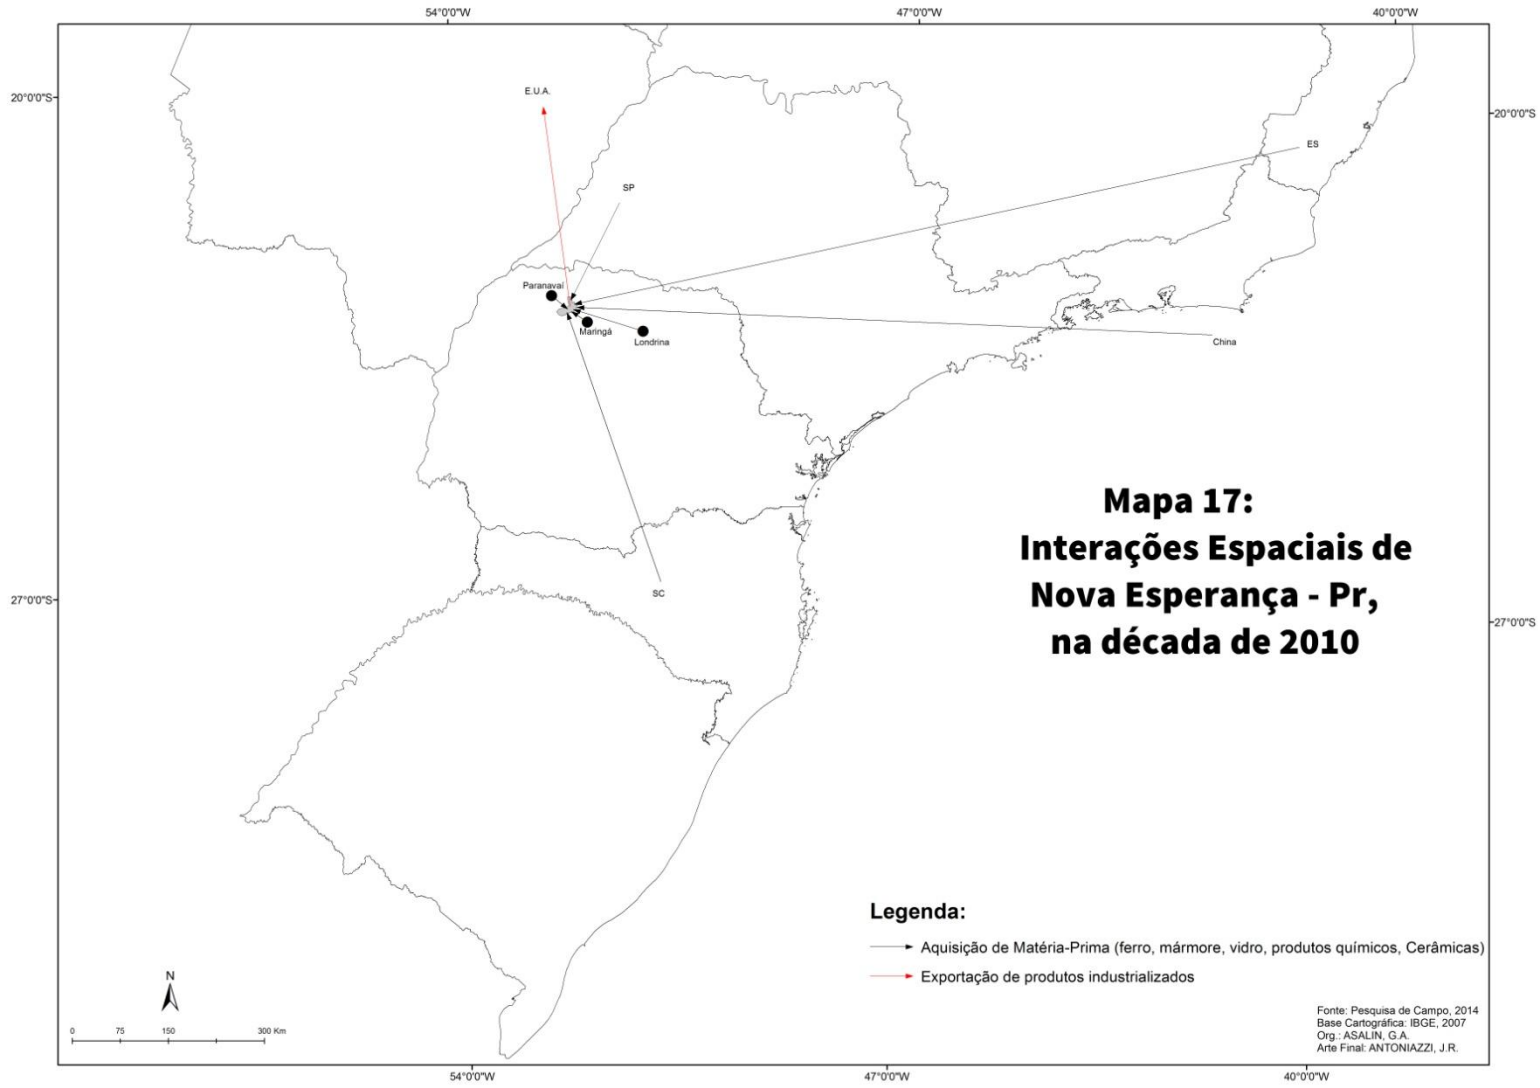 54°0'0"W
47°0'0"W
40°0'0"W
20°0'0"S
20°0'0"S
E.U.A.
ES
SP
Paranavaí
Maringá
Londrina
China
Mapa 17:
Interações Espaciais de
Nova Esperança - Pr,
na década de 2010
SC
27°0'0"S
27°0'0"S
Legenda:
Aquisição de Matéria-Prima (ferro, mármore, vidro, produtos químicos, Cerâmicas)
Exportação de produtos industrializados
N
0 75 150 300 Km
Fonte: Pesquisa de Campo, 2014
Base Cartográfica: IBGE, 2007
Org.: ASALIN, G.A.
Arte Final: ANTONIAZZI, J.R.
54°0'0"W
47°0'0"W
40°0'0"W